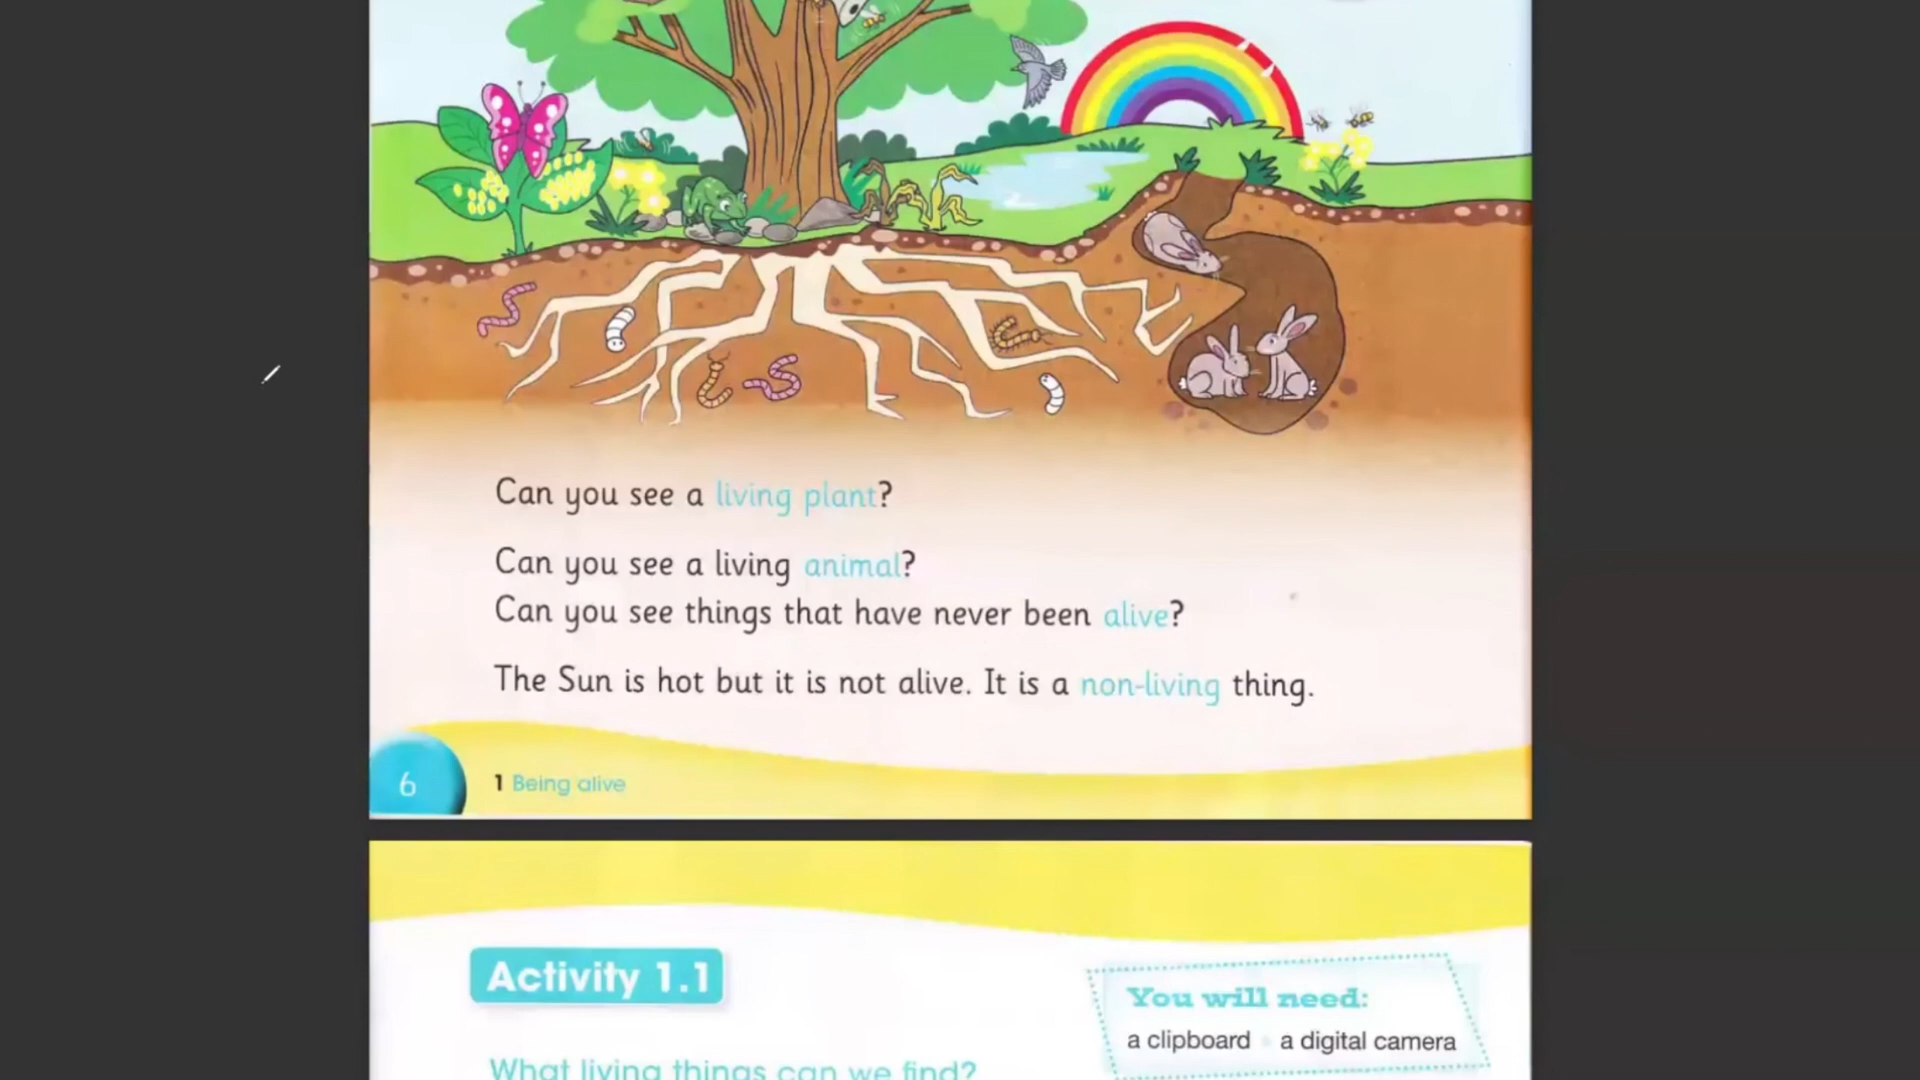 Can you see a living plant?
Can you see a living animal?
Can you see things that have never been alive?
The Sun is hot but it is not alive. It is a non-living thing.
6
1 Being alive
Activity 1.1
You will need:
a clipboard a digital camera
What living things can we find?